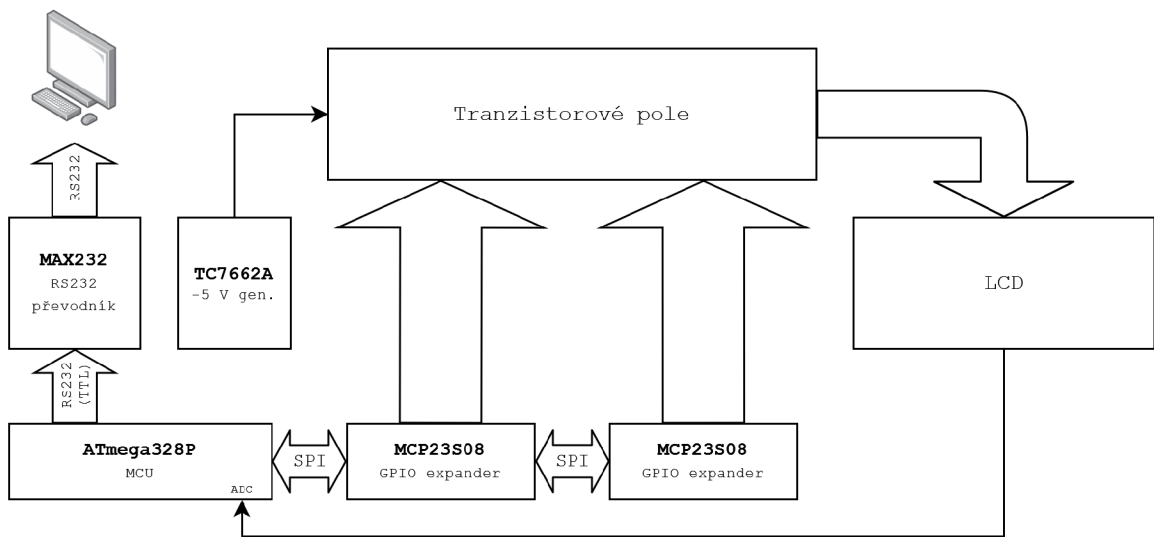 Tranzistorové pole
RS232
MAX232
RS232
převodník
TC7662A
-5 V gen.
LCD
RS232
(TTL)
ATmega328P
MCU
ADC
SPI
MCP23S08
GPIO expander
SPI
MCP23S08
GPIO expander